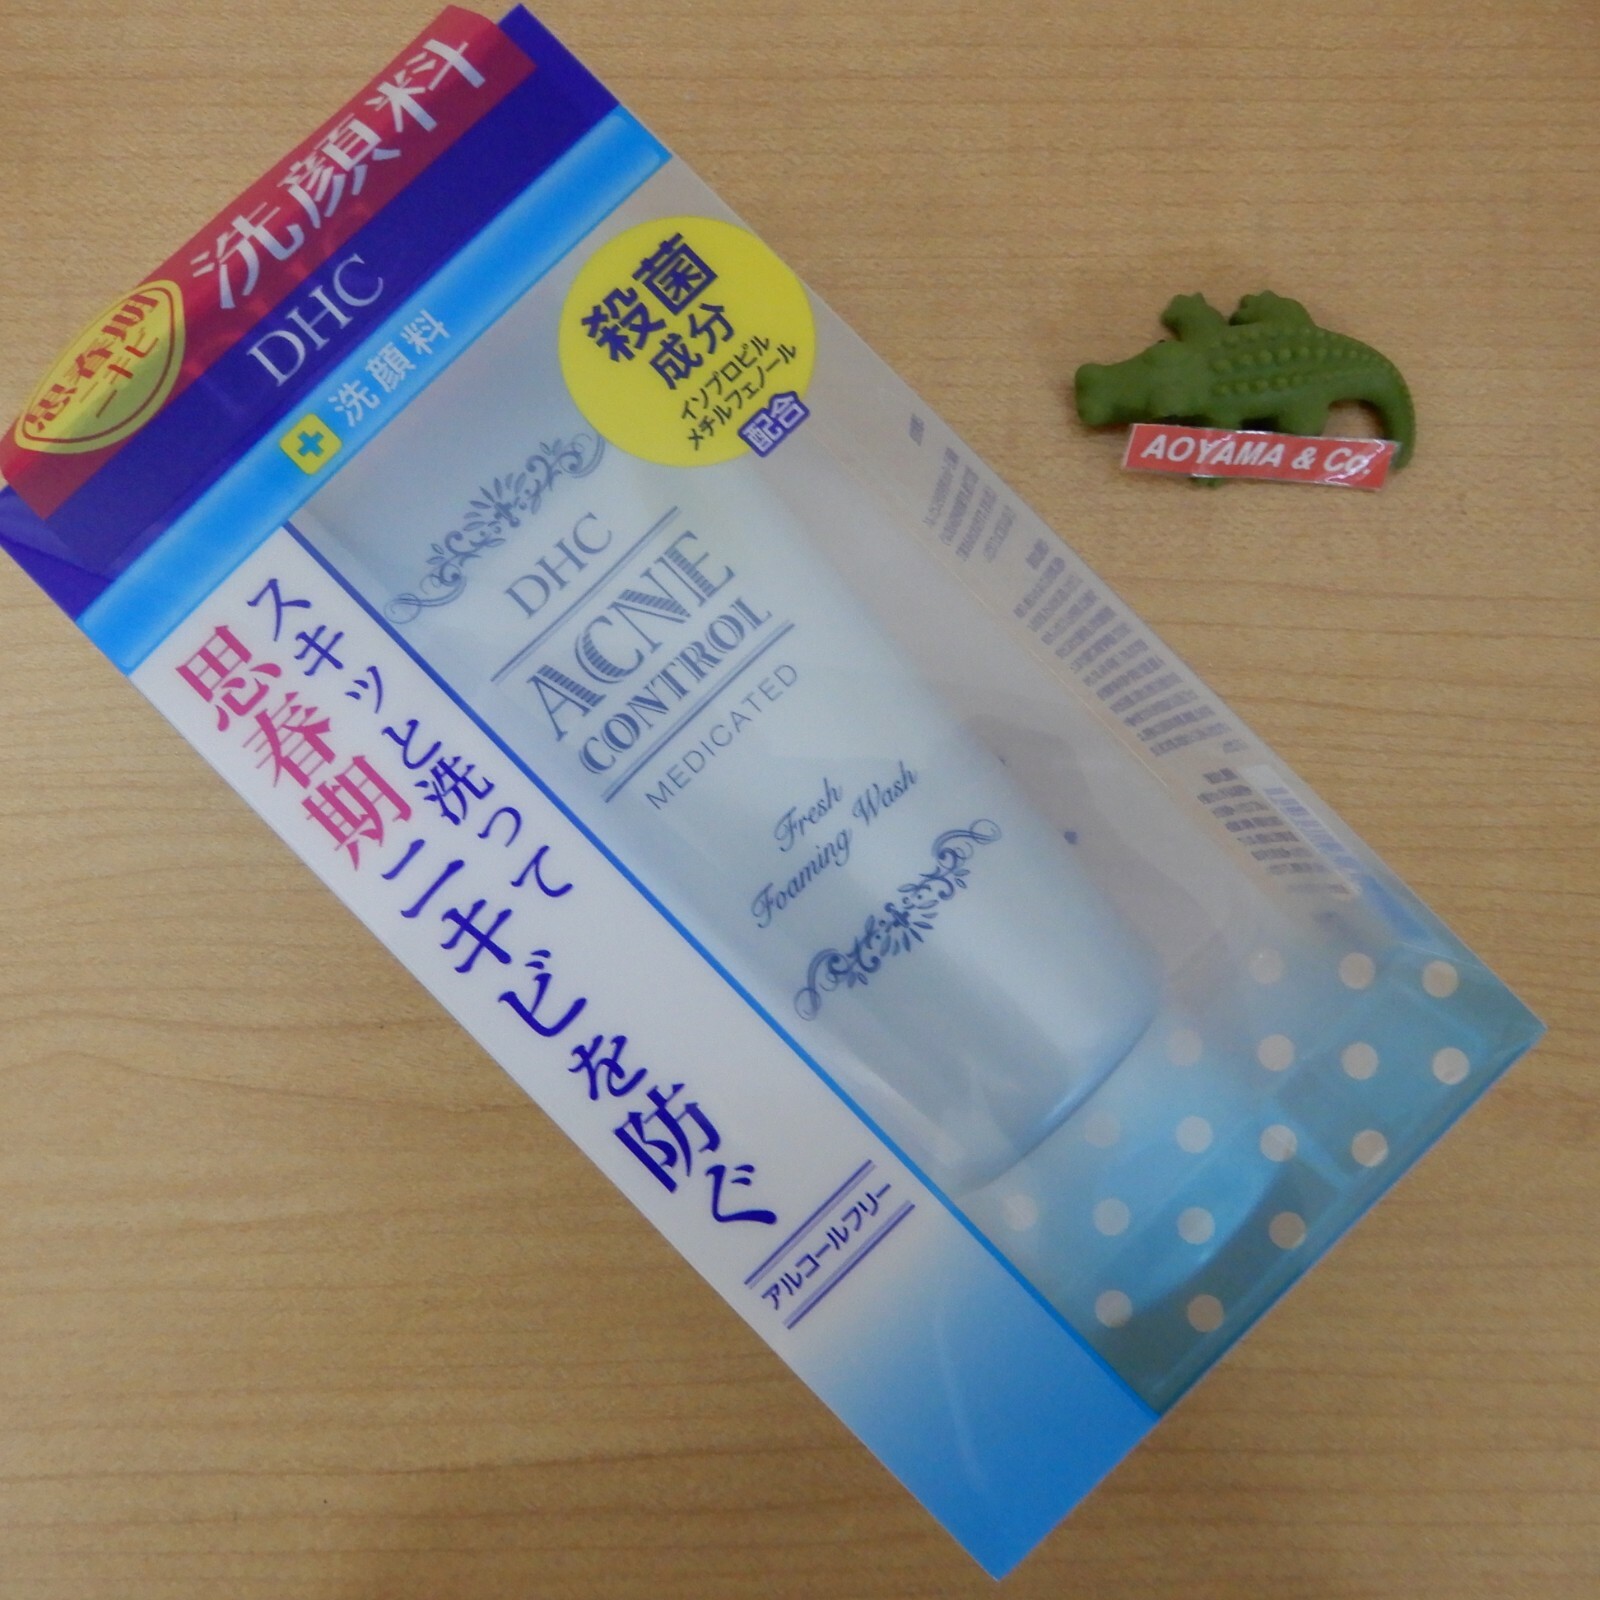 思春期
ニキビ
洗顔料
DHC
洗顔料
殺菌
成分
イソプロピル
メチルフェノール
配合
DHC
ACNE
CONTROL
MEDICATED
Fresh
Foaming Wash
スキッと洗って
思春期ニキビを防ぐ
アルコールフリー
AOYAMA & Co.